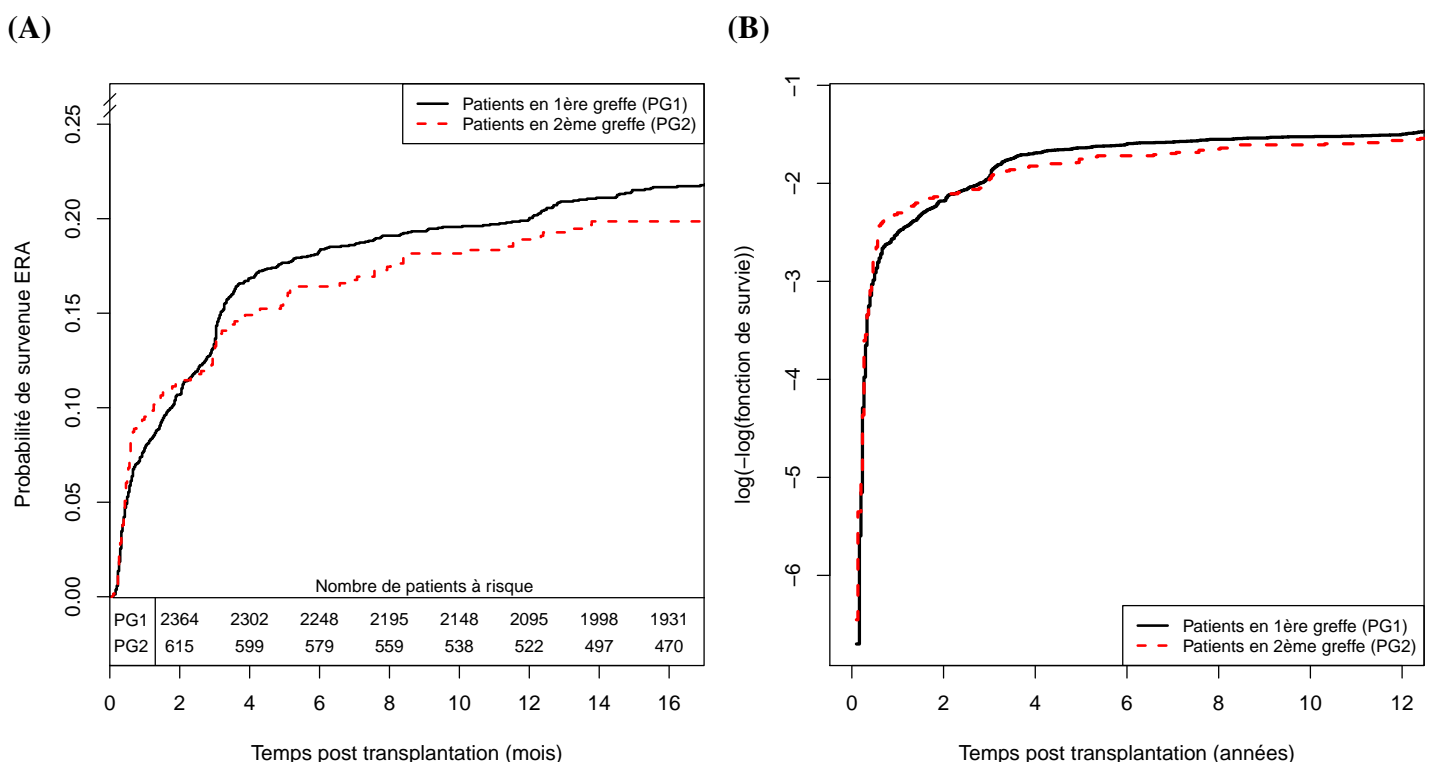 (A)
(B)
Patients en 1ère greffe (PG1)
Patients en 2ème greffe (PG2)
Probabilité de survenue ERA
0.25
0.20
0.15
0.10
0.05
0.00
Nombre de patients à risque
PG1 2364 2302 2248 2195 2148 2095 1998 1931
PG2 615 599 579 559 538 522 497 470
0 2 4 6 8 10 12 14 16
Temps post transplantation (mois)
log(−log(fonction de survie))
−1
−2
−3
−4
−5
−6
Patients en 1ère greffe (PG1)
Patients en 2ème greffe (PG2)
0 2 4 6 8 10 12
Temps post transplantation (années)